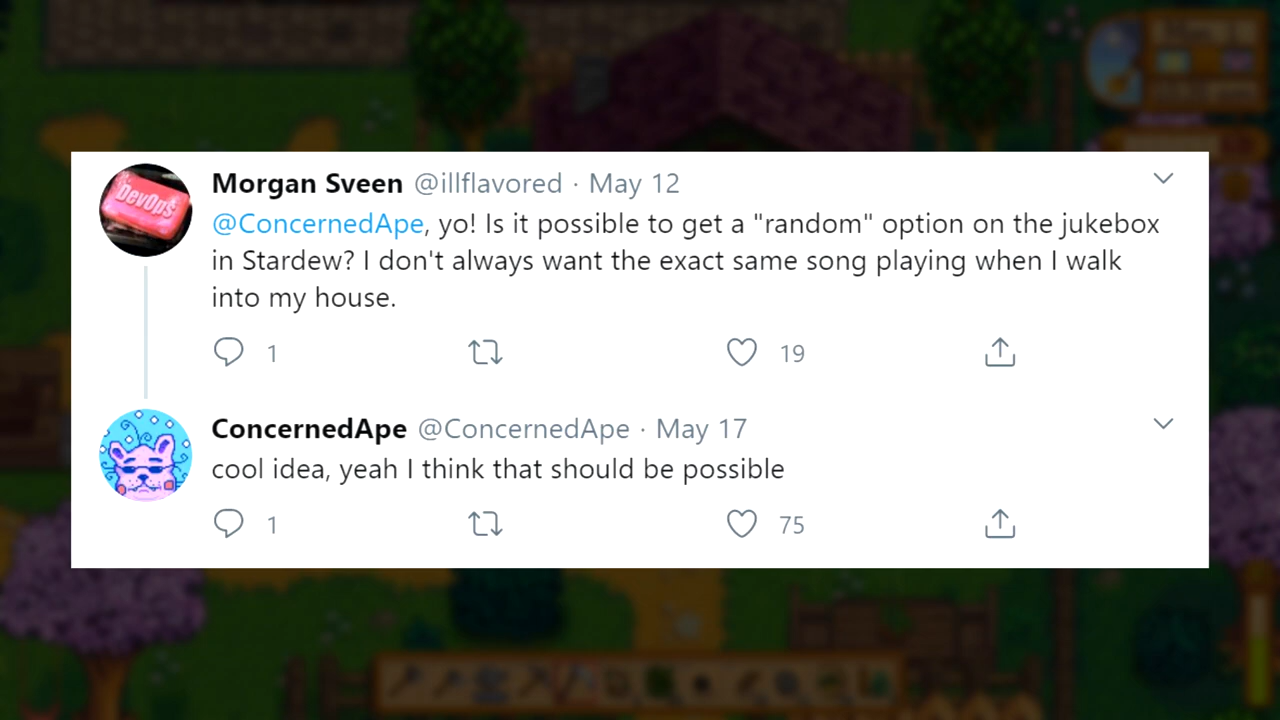 Morgan Sveen @illflavored · May 12
@ConcernedApe, yo! Is it possible to get a "random" option on the jukebox
in Stardew? I don't always want the exact same song playing when I walk
into my house.
1 19
DevOps
ConcernedApe @ConcernedApe · May 17
cool idea, yeah I think that should be possible
1 75